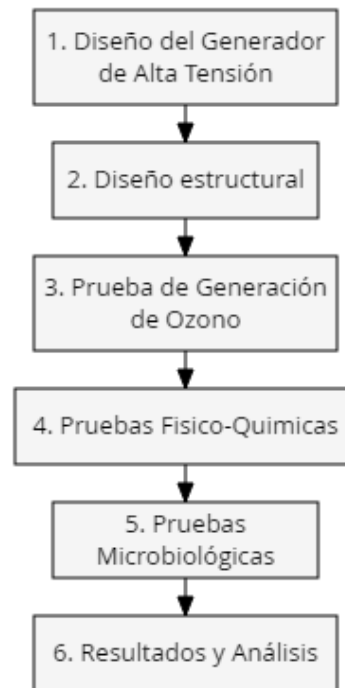 1. Diseño del Generador
de Alta Tensión
2. Diseño estructural
3. Prueba de Generación
de Ozono
4. Pruebas Fisico-Quimicas
5. Pruebas
Microbiológicas
6. Resultados y Análisis